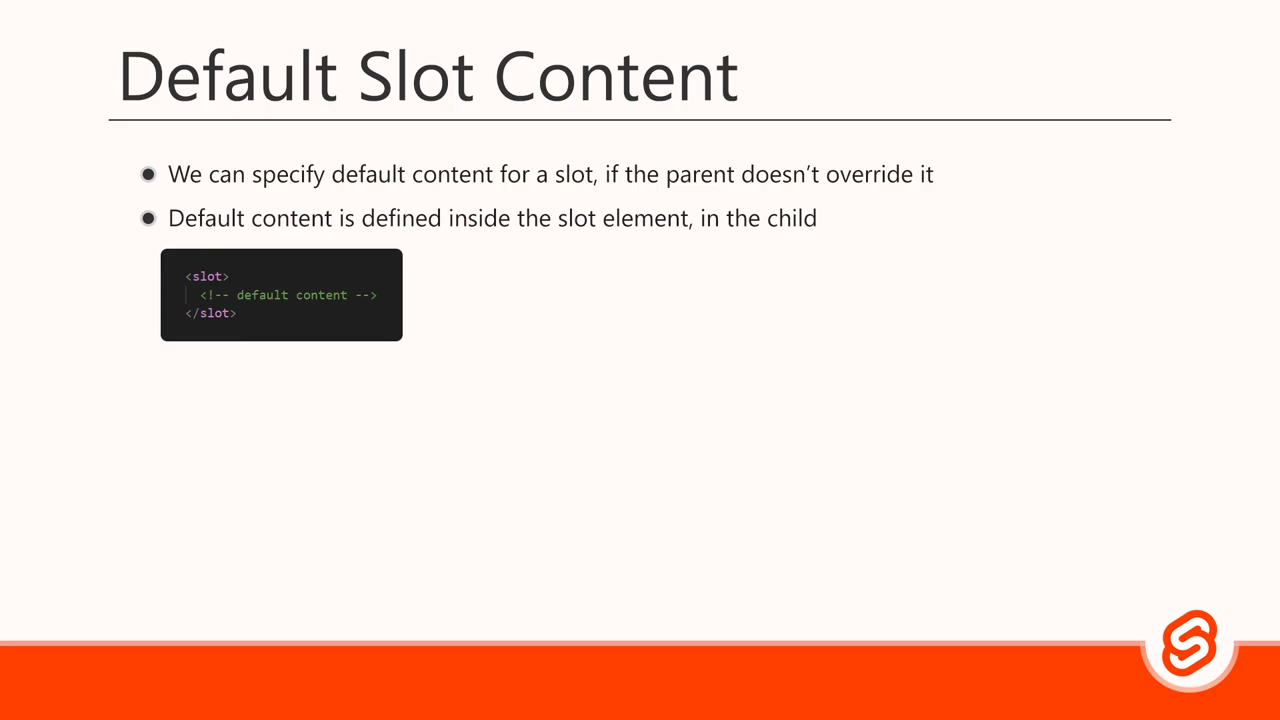 Default Slot Content
We can specify default content for a slot, if the parent doesn’t override it
Default content is defined inside the slot element, in the child
<slot>
<!-- default content -->
</slot>